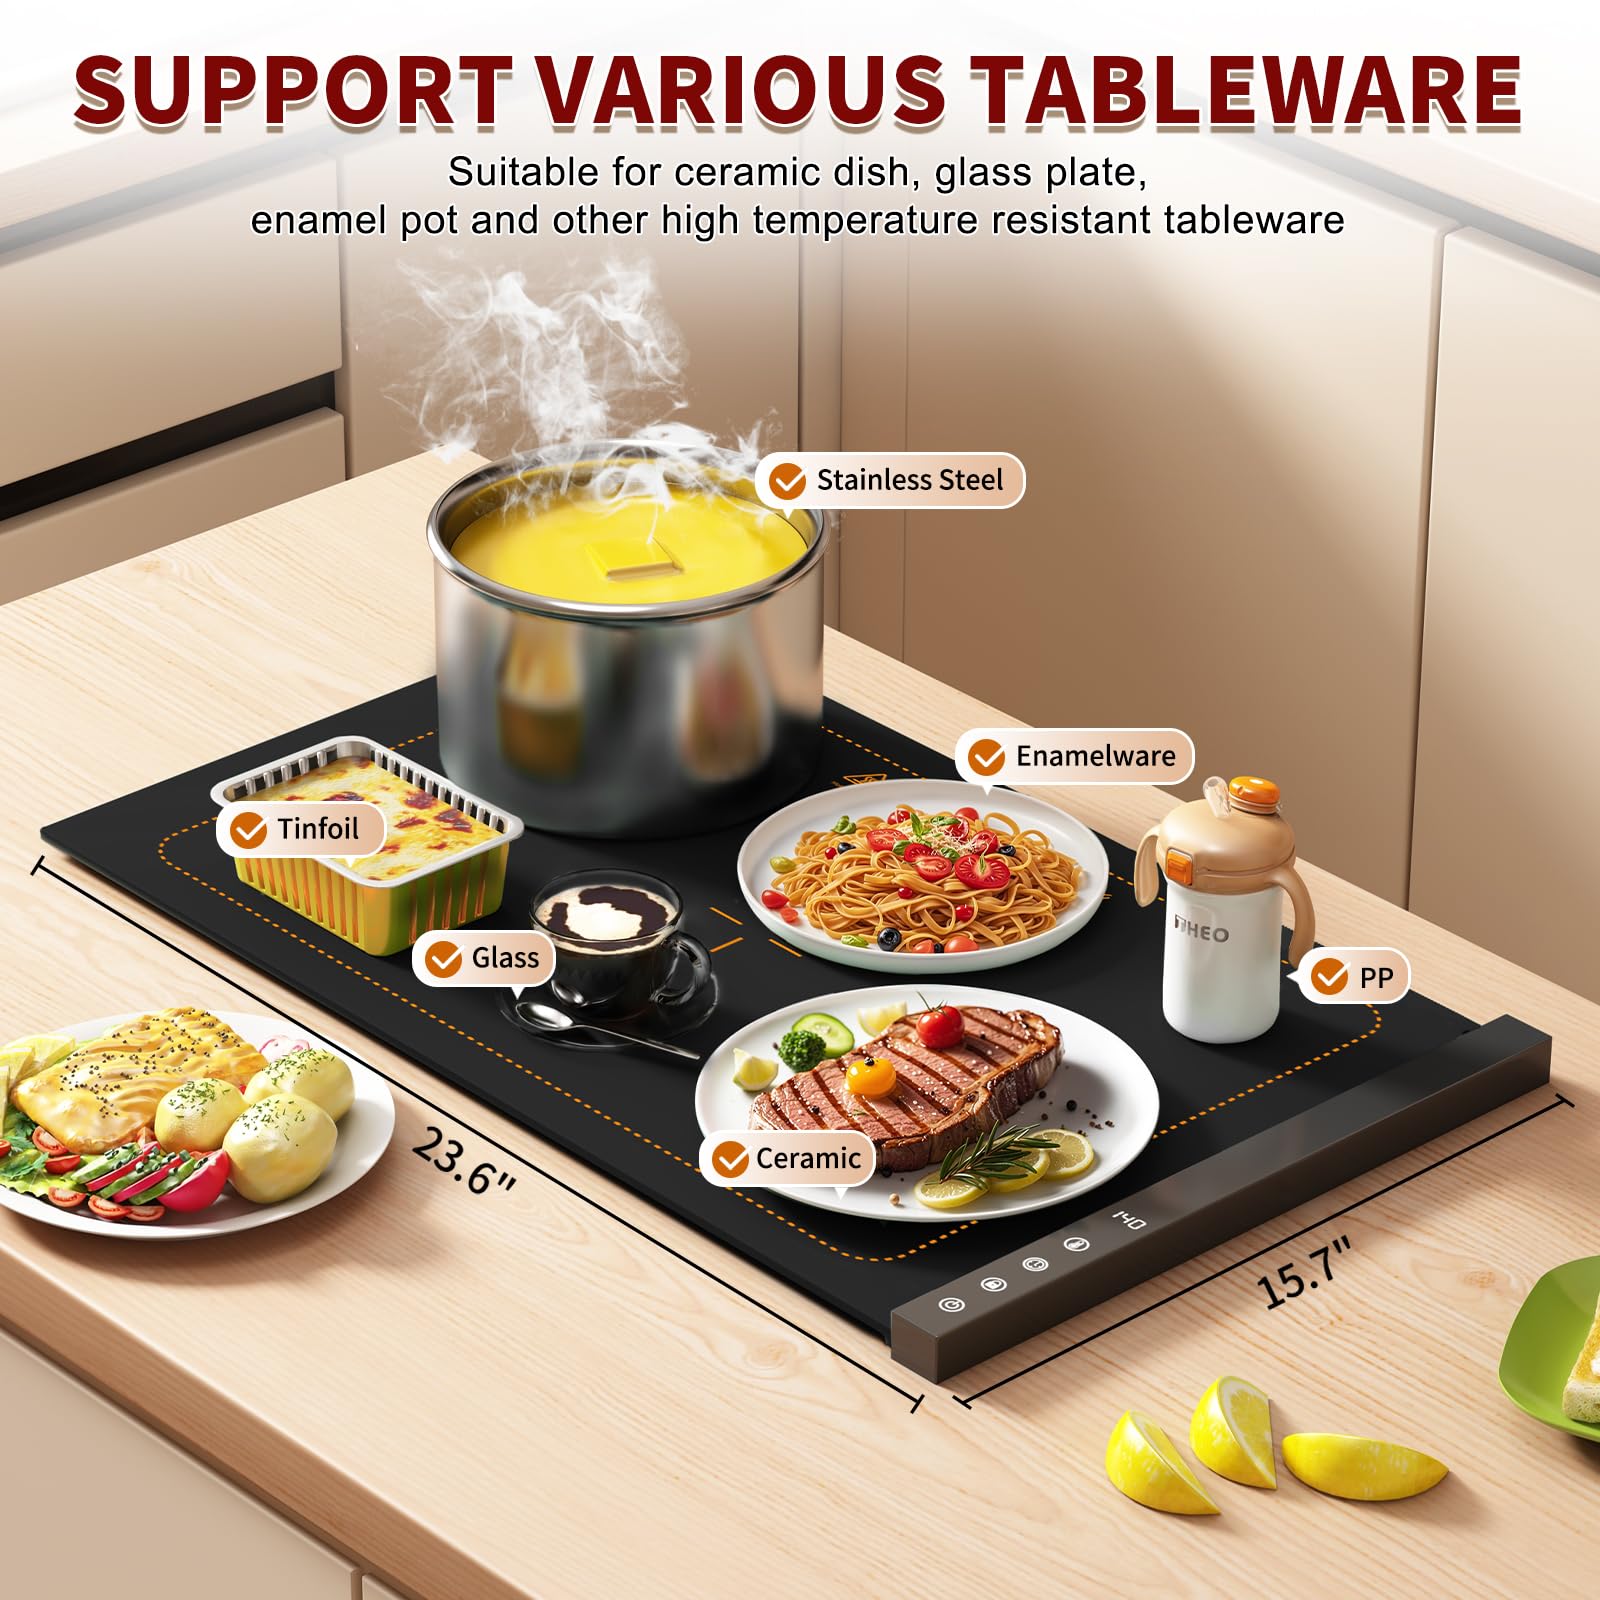 SUPPORT VARIOUS TABLEWARE
Suitable for ceramic dish, glass plate,
enamel pot and other high temperature resistant tableware
Stainless Steel
Enamelware
Tinfoil
THEO
Glass
PP
Ceramic
23.6"
140
15.7"